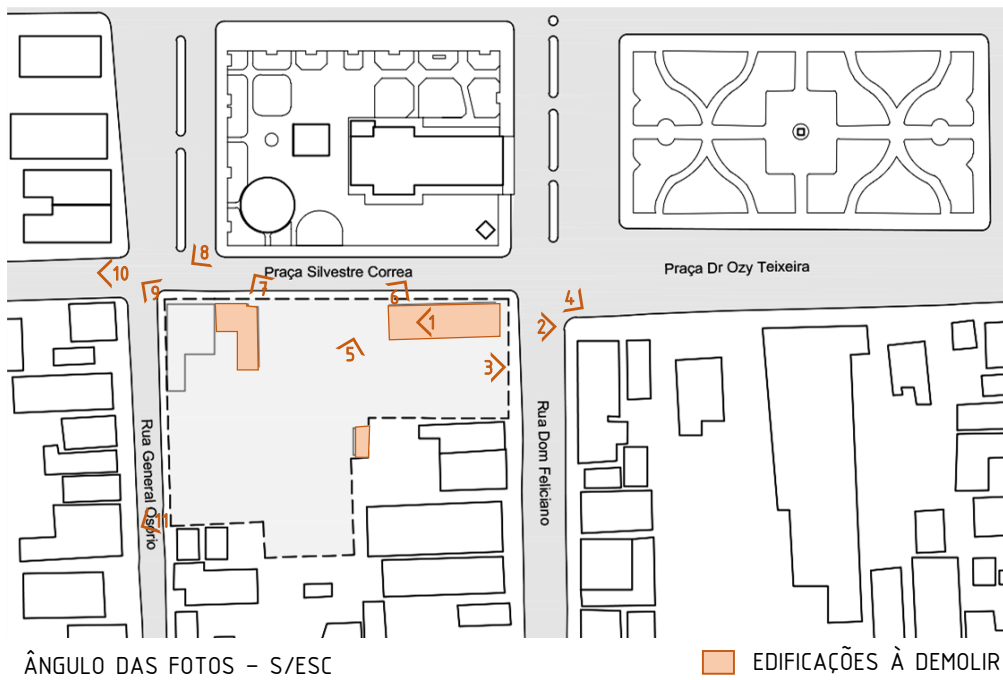 8
10
Praça Silvestre Correa
Praça Dr Ozy Teixeira
9
7
6
4
1
2
5
3
Rua General Osório
Rua Dom Feliciano
11
ÂNGULO DAS FOTOS - S/ESC
EDIFICAÇÕES À DEMOLIR